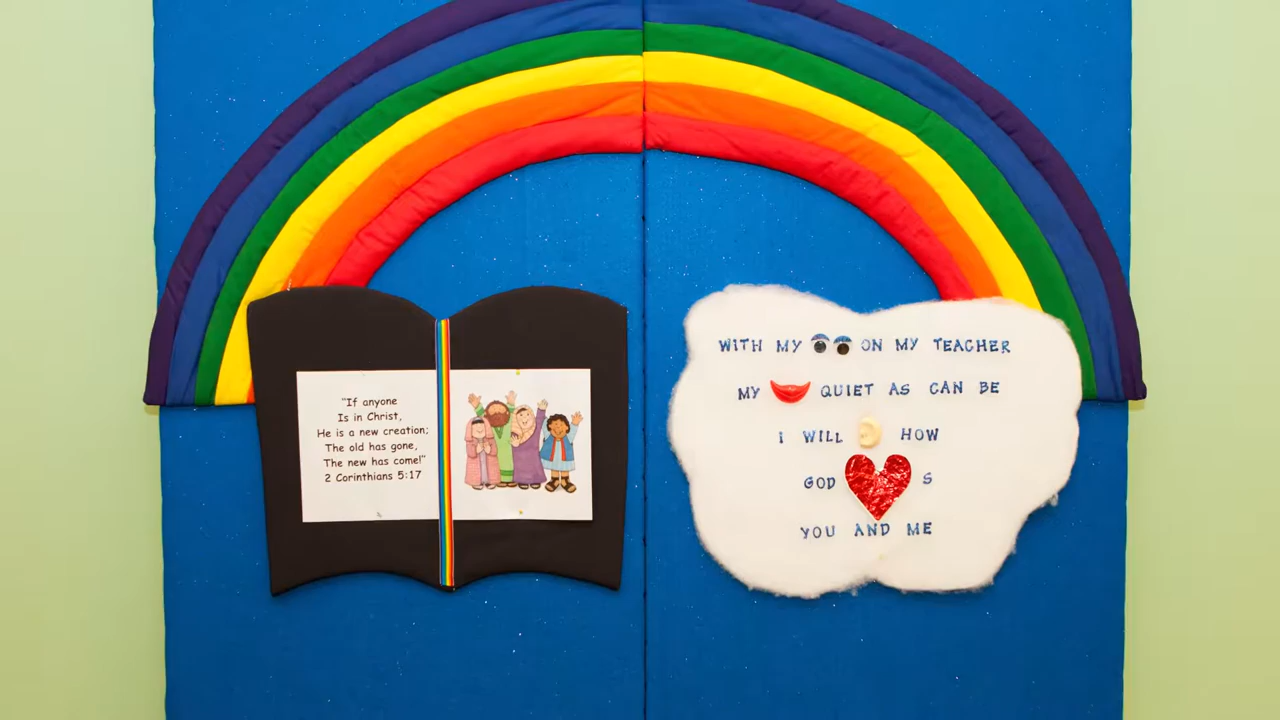 "If anyone
Is in Christ,
He is a new creation;
The old has gone,
The new has come!"
2 Corinthians 5:17
WITH MY ON MY TEACHER
MY QUIET AS CAN BE
I WILL HOW
GOD S
YOU AND ME